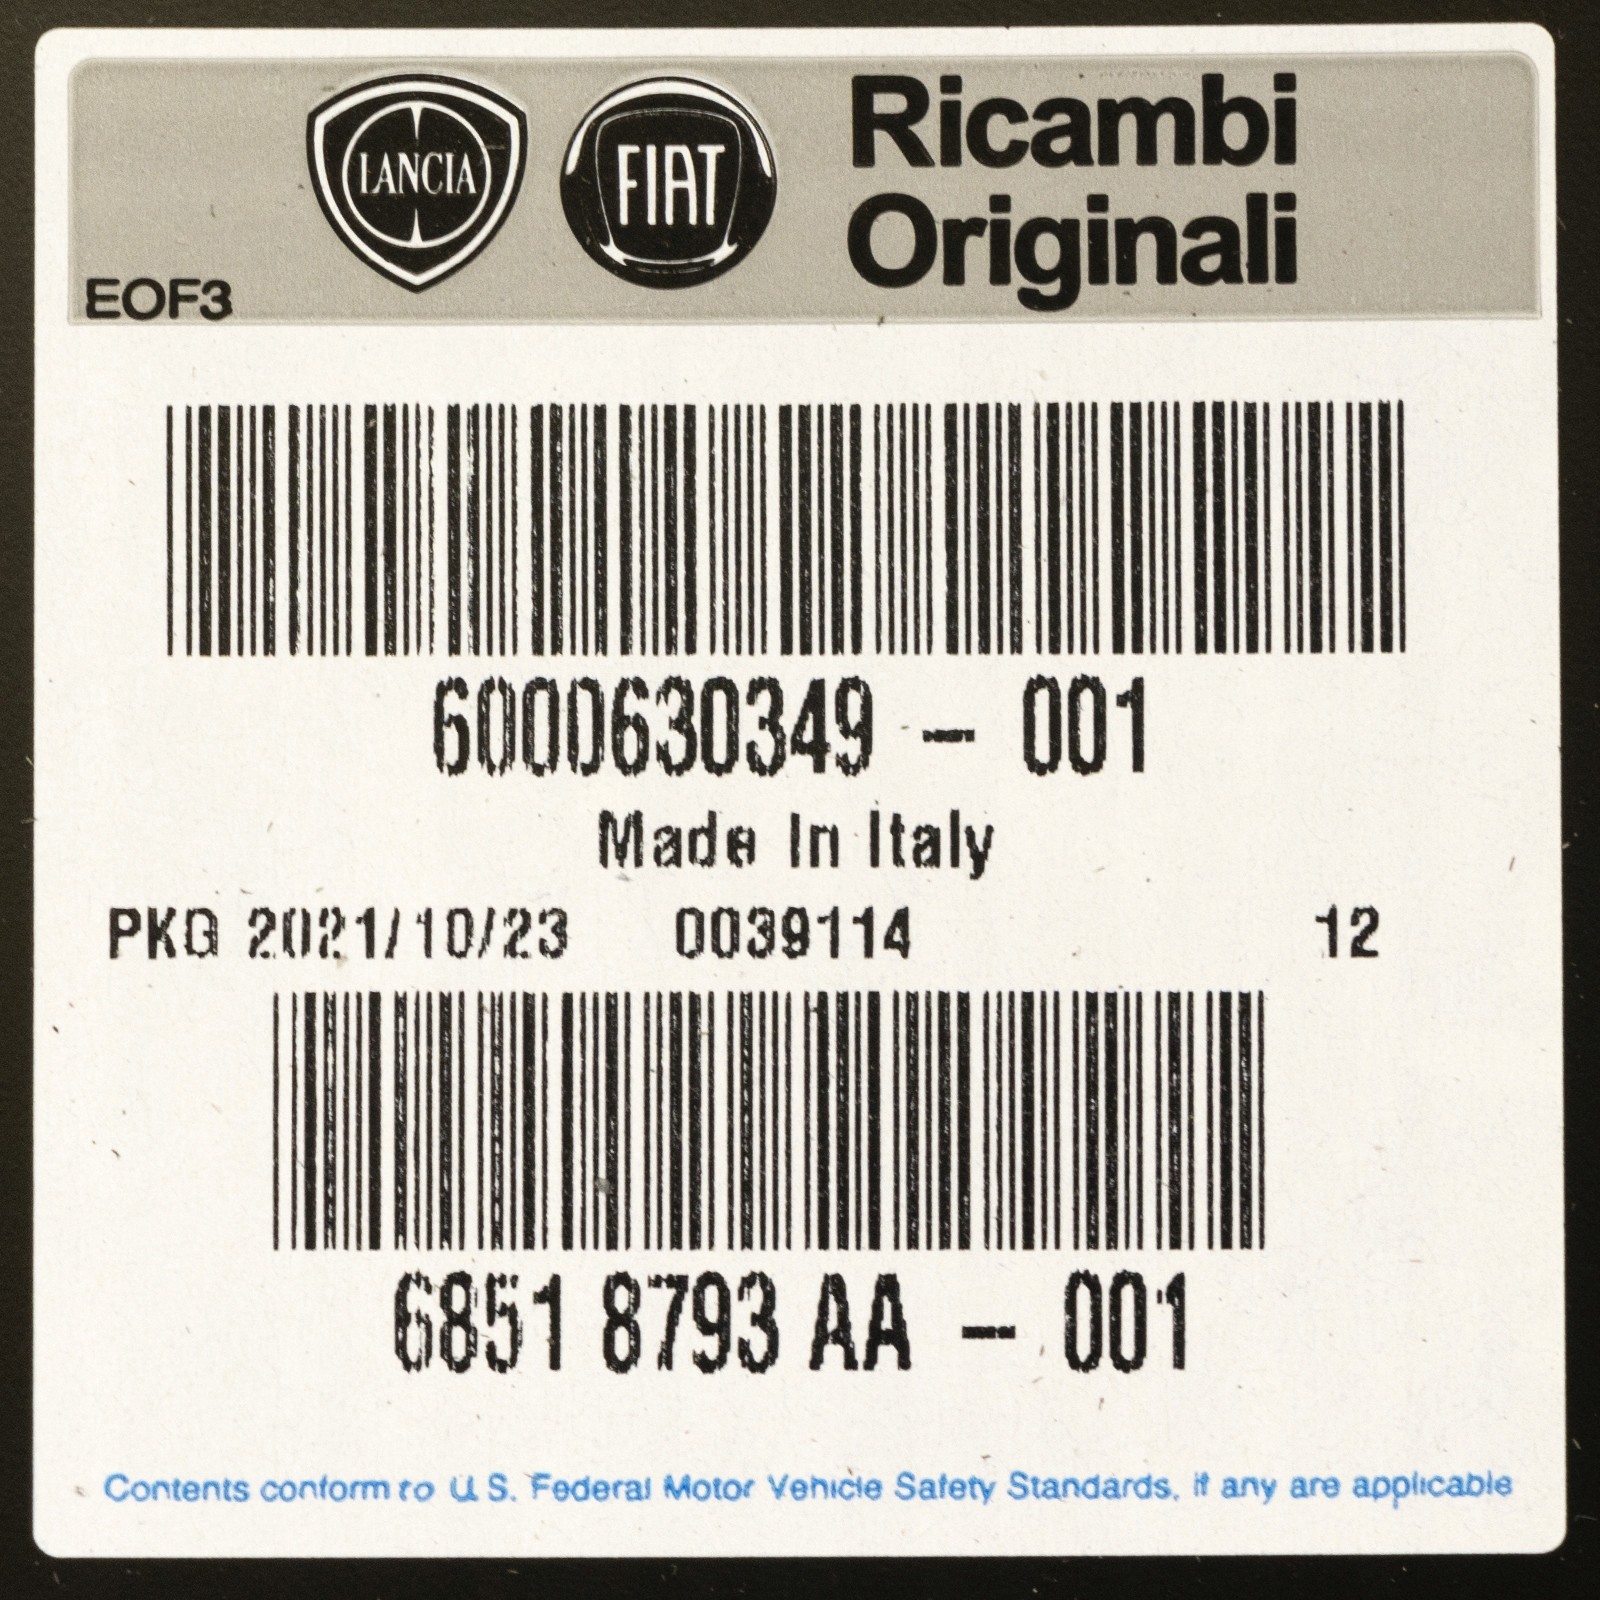 LANCIA FIAT Ricambi
Originali
EOF3
6000630349 - 001
Made In Italy
PKG 2021/10/23 0039114 12
6851 8793 AA - 001
Contents conform to U.S. Federal Motor Vehicle Safety Standards, if any are applicable